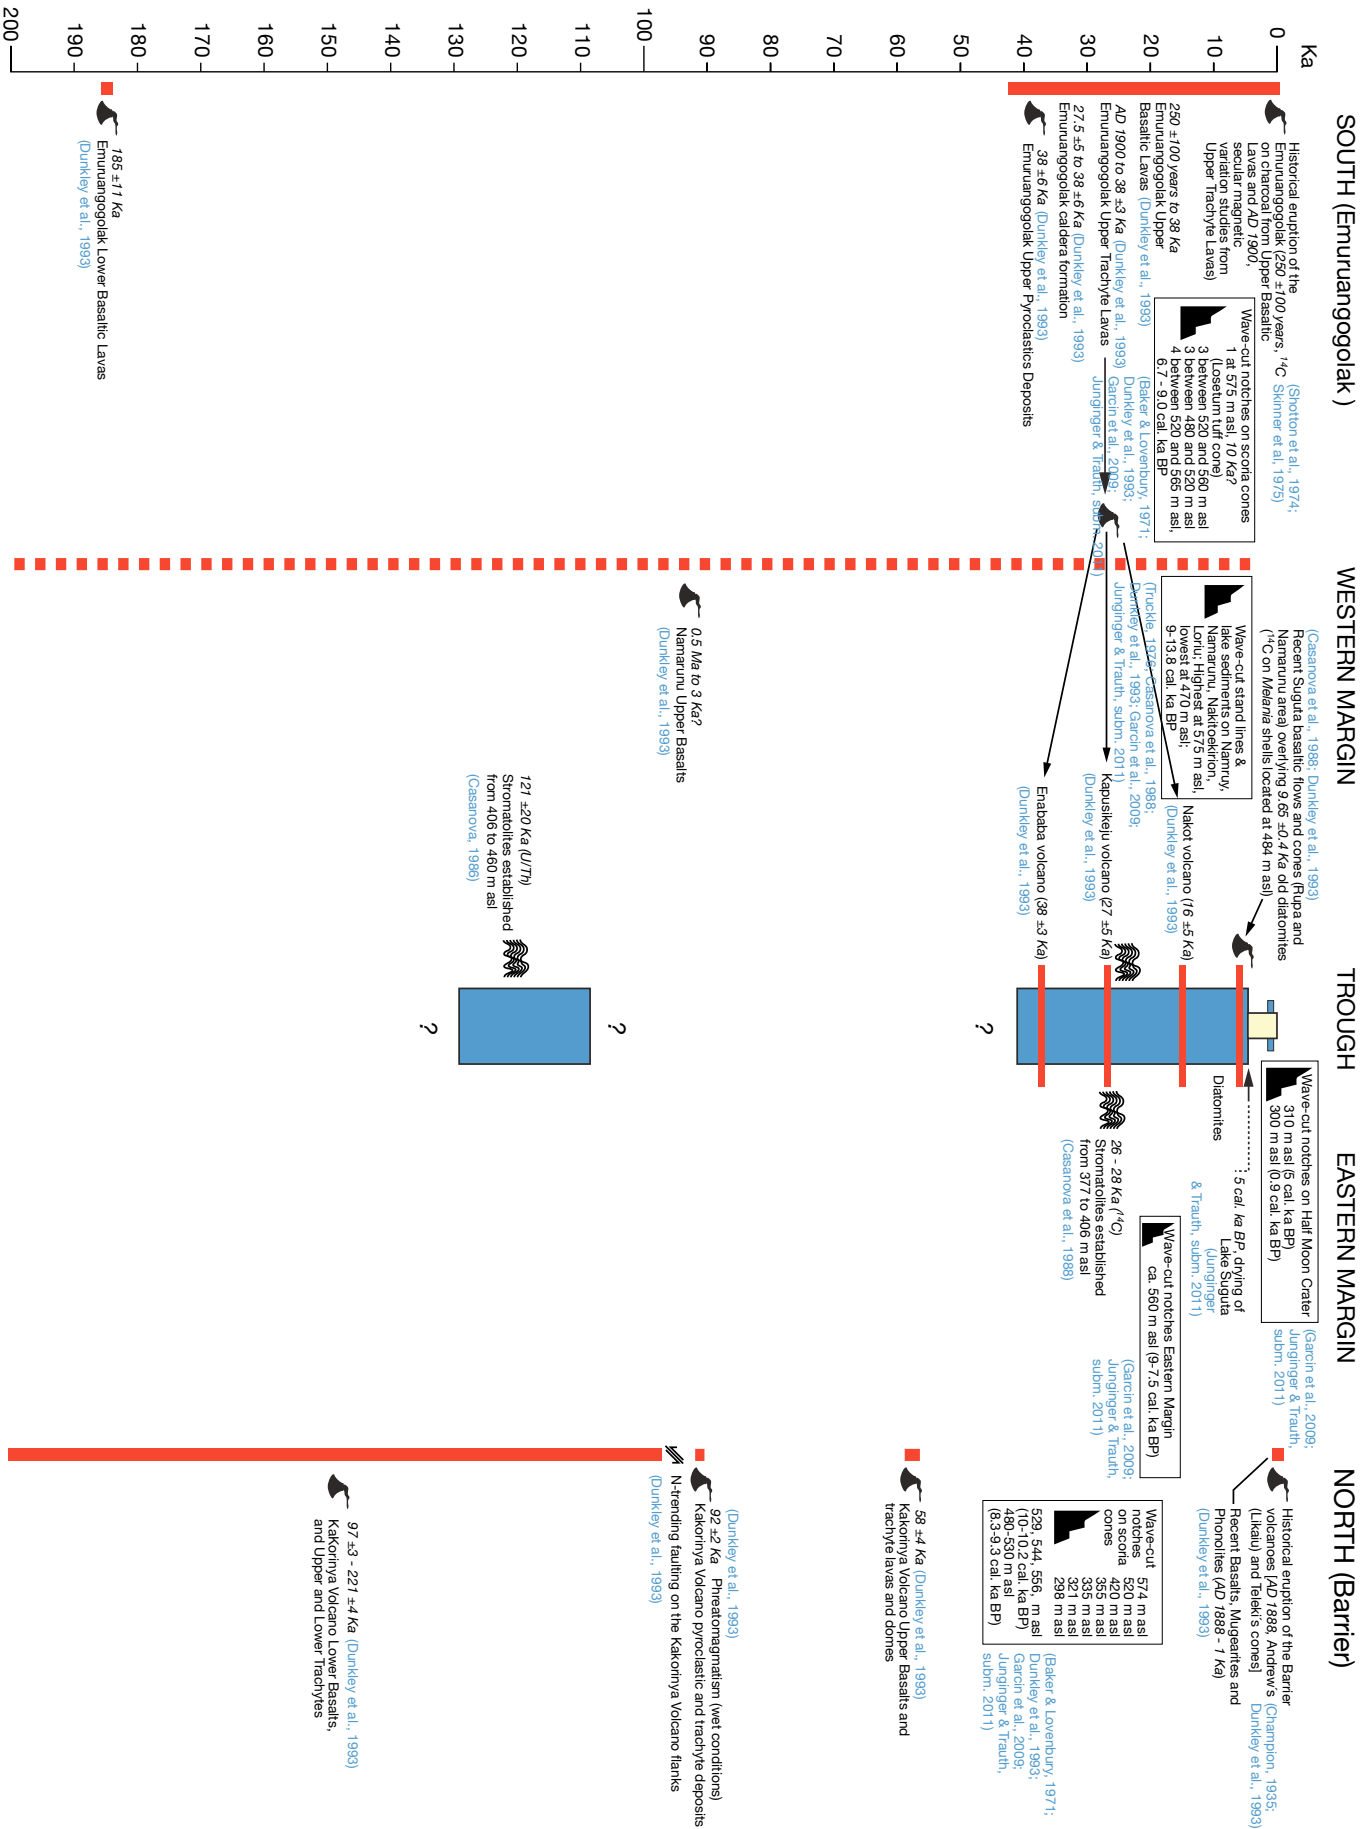 SOUTH (Emuruangogolak )
WESTERN MARGIN
TROUGH
EASTERN MARGIN
NORTH (Barrier)
Ka
0
10
20
30
40
50
60
70
80
90
100
110
120
130
140
150
160
170
180
190
200
Historical eruption of the
Emuruangogolak (250 ±100 years, ¹⁴C
on charcoal from Upper Basaltic
Lavas and AD 1900,
secular magnetic
variation studies from
Upper Trachyte Lavas)
(Shotton et al., 1974;
Skinner et al, 1975)
Wave-cut notches on scoria cones
1 at 575 m asl, 10 Ka?
(Losetum tuff cone)
3 between 520 and 560 m asl
3 between 480 and 520 m asl
4 between 520 and 565 m asl,
6.7 - 9.0 cal. ka BP
(Baker & Lovenbury, 1971;
Dunkley et al., 1993;
Garcin et al., 2009;
Junginger & Trauth, subm. 2011)
250 ±100 years to 38 Ka
Emuruangogolak Upper
Basaltic Lavas (Dunkley et al., 1993)
AD 1900 to 38 ±3 Ka (Dunkley et al., 1993)
Emuruangogolak Upper Trachyte Lavas
27.5 ±5 to 38 ±6 Ka (Dunkley et al., 1993)
Emuruangogolak caldera formation
38 ±6 Ka (Dunkley et al., 1993)
Emuruangogolak Upper Pyroclastics Deposits
185 ±11 Ka
Emuruangogolak Lower Basaltic Lavas
(Dunkley et al., 1993)
(Casanova et al., 1988; Dunkley et al., 1993)
Recent Suguta basaltic flows and cones (Rupa and
Namarunu area) overlying 9.65 ±0.4 Ka old diatomites
(¹⁴C on Melania shells located at 484 m asl)
Wave-cut stand lines &
lake sediments on Namruy,
Namarunu, Nakitoekirion,
Loriu; Highest at 575 m asl,
lowest at 470 m asl;
9-13.8 cal. ka BP
(Truckle, 1976; Casanova et al., 1988;
Dunkley et al., 1993; Garcin et al., 2009;
Junginger & Trauth, subm. 2011)
Nakot volcano (16 ±5 Ka)
(Dunkley et al., 1993)
Kapusikeju volcano (27 ±5 Ka)
(Dunkley et al., 1993)
Enababa volcano (38 ±3 Ka)
(Dunkley et al., 1993)
0.5 Ma to 3 Ka?
Namarunu Upper Basalts
(Dunkley et al., 1993)
121 ±20 Ka (U/Th)
Stromatolites established
from 406 to 460 m asl
(Casanova, 1986)
?
?
?
Wave-cut notches on Half Moon Crater
310 m asl (5 cal. ka BP)
300 m asl (0.9 cal. ka BP)
(Garcin et al., 2009;
Junginger & Trauth,
subm. 2011)
5 cal. ka BP, drying of
Lake Suguta
(Junginger
& Trauth, subm. 2011)
Diatomites
Wave-cut notches Eastern Margin
ca. 560 m asl (9-7.5 cal. ka BP)
(Garcin et al., 2009;
Junginger & Trauth,
subm. 2011)
26 - 28 Ka (¹⁴C)
Stromatolites established
from 377 to 406 m asl
(Casanova et al., 1988)
Historical eruption of the Barrier
volcanoes [AD 1888, Andrew's
(Likaiu) and Teleki's cones]
(Champion, 1935;
Dunkley et al., 1993)
Recent Basalts, Mugearites and
Phonolites (AD 1888 - 1 Ka)
(Dunkley et al., 1993)
Wave-cut
notches
on scoria
cones
574 m asl
520 m asl
420 m asl
355 m asl
335 m asl
321 m asl
298 m asl
529, 544, 556, m asl
(10-10.2 cal. ka BP)
480-530 m asl
(8.3-9.3 cal. ka BP)
(Baker & Lovenbury, 1971;
Dunkley et al., 1993;
Garcin et al., 2009;
Junginger & Trauth,
subm. 2011)
58 ±4 Ka (Dunkley et al., 1993)
Kakorinya Volcano Upper Basalts and
trachyte lavas and domes
(Dunkley et al., 1993)
92 ±2 Ka Phreatomagmatism (wet conditions)
Kakorinya Volcano pyroclastic and trachyte deposits
N-trending faulting on the Kakorinya Volcano flanks
(Dunkley et al., 1993)
97 ±3 - 221 ±4 Ka (Dunkley et al., 1993)
KaKorinya Volcano Lower Basalts,
and Upper and Lower Trachytes